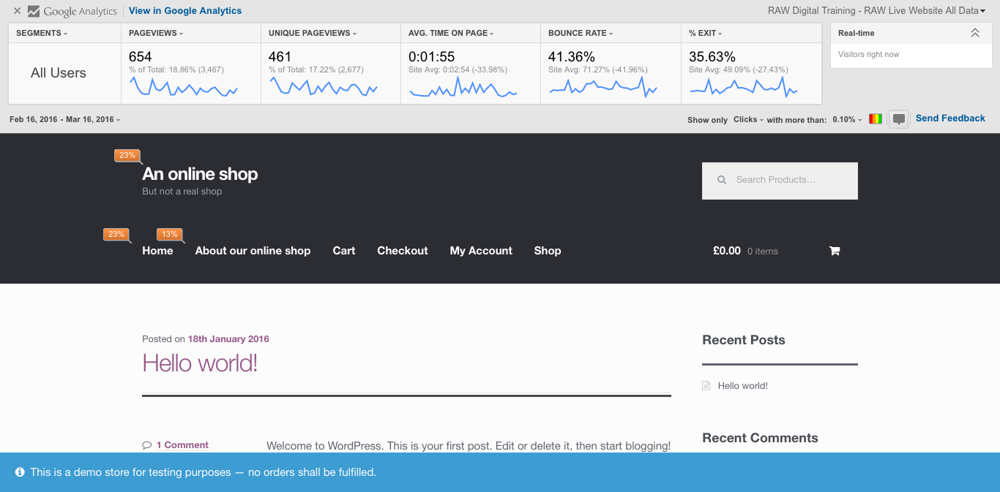 Google Analytics View in Google Analytics RAW Digital Training - RAW Live Website All Data
SEGMENTS PAGEVIEWS UNIQUE PAGEVIEWS AVG. TIME ON PAGE BOUNCE RATE % EXIT Real-time
All Users
654 461 0:01:55 41.36% 35.63% Visitors right now
% of Total: 18.86% (3,467) % of Total: 17.22% (2,677) Site Avg: 0:02:54 (-33.98%) Site Avg: 71.27% (-41.96%) Site Avg: 49.09% (-27.43%)
Feb 16, 2016 - Mar 16, 2016 Show only Clicks with more than: 0.10% Send Feedback
23%
An online shop
But not a real shop
Search Products…
23% 13%
Home About our online shop Cart Checkout My Account Shop £0.00 0 items
Posted on 18th January 2016
Hello world!
Recent Posts
Hello world!
1 Comment
Welcome to WordPress. This is your first post. Edit or delete it, then start blogging!
Recent Comments
This is a demo store for testing purposes — no orders shall be fulfilled.